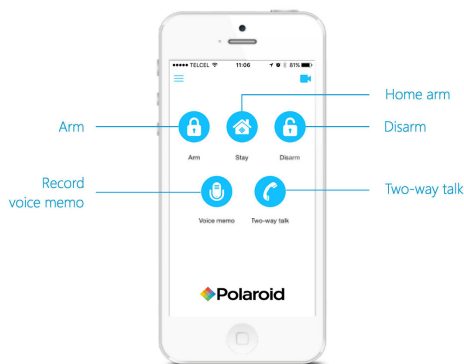 ●●●●● TELCEL 11:06 81%
Home arm
Arm
Disarm
Arm Stay Disarm
Record
voice memo
Two-way talk
Voice memo Two-way talk
Polaroid